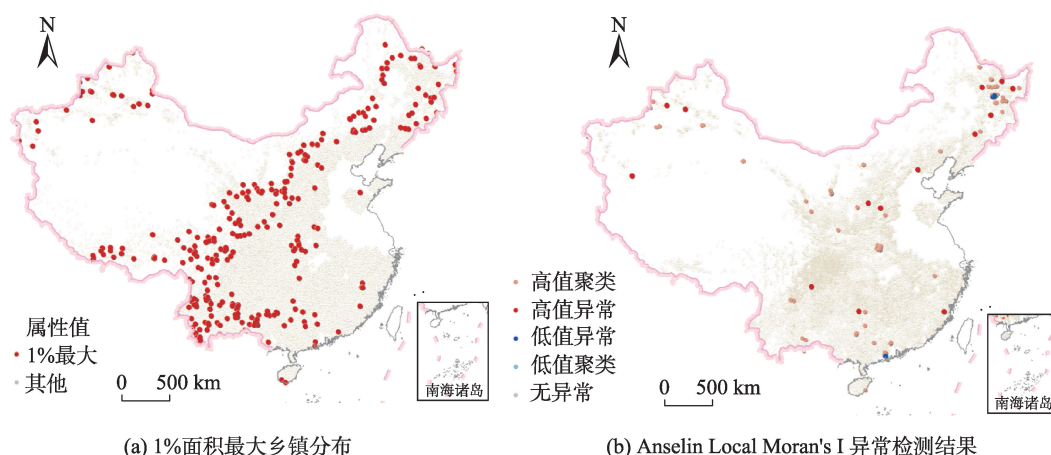 N
属性值
1%最大
其他
0 500 km
南海诸岛
(a) 1%面积最大乡镇分布
N
高值聚类
高值异常
低值异常
低值聚类
无异常
0 500 km
南海诸岛
(b) Anselin Local Moran's I 异常检测结果